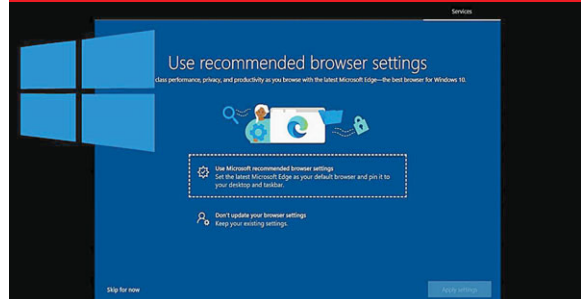 Services
Use recommended browser settings
class performance, privacy, and productivity as you browse with the latest Microsoft Edge—the best browser for Windows 10.
Use Microsoft recommended browser settings
Set the latest Microsoft Edge as your default browser and pin it to
your desktop and taskbar.
Don't update your browser settings
Keep your existing settings.
Skip for now
Apply settings